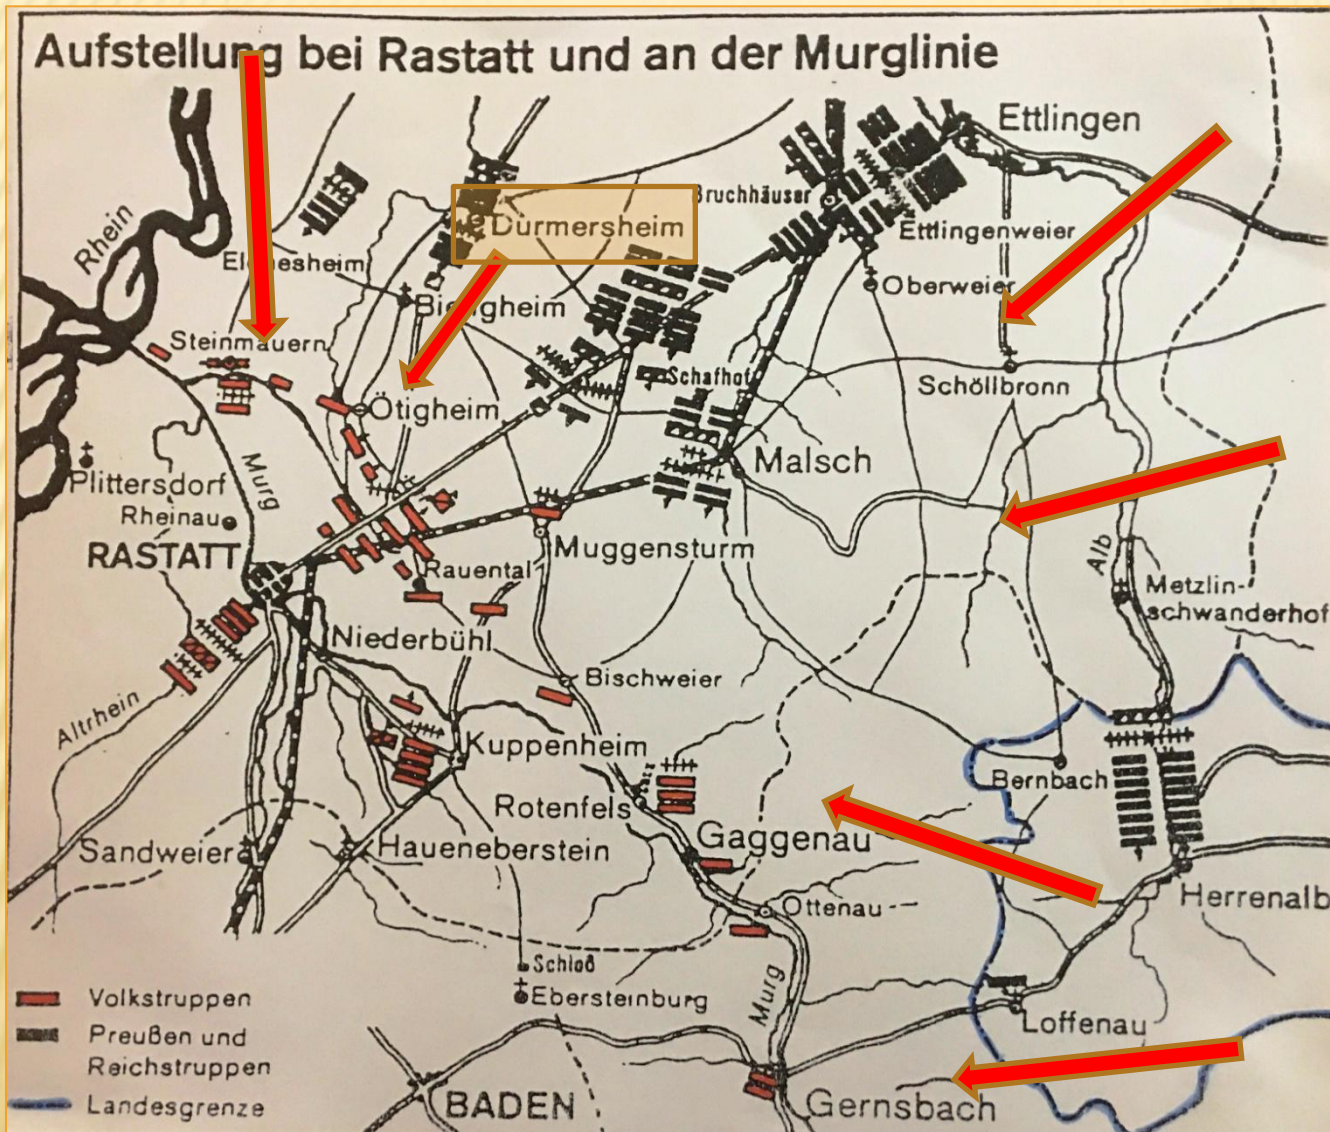 Aufstellung bei Rastatt und an der Murglinie
Ettlingen
Rhein
Bruchhäuser
Durmersheim
Ettlingenweier
Elchesheim
Oberweier
Bietigheim
Steinmauern
Schafhof
Schöllbronn
Ötigheim
Malsch
Murg
Plittersdorf
Rheinau
RASTATT
Muggensturm
Rauental
Alb
Metzlin-
schwanderhof
Niederbühl
Bischweier
Altrhein
Kuppenheim
Bernbach
Rotenfels
Gaggenau
Sandweier
Haueneberstein
Herrenalb
Ottenau
Schloß
Ebersteinburg
Murg
Loffenau
Volkstruppen
Preußen und
Reichstruppen
Landesgrenze
BADEN
Gernsbach